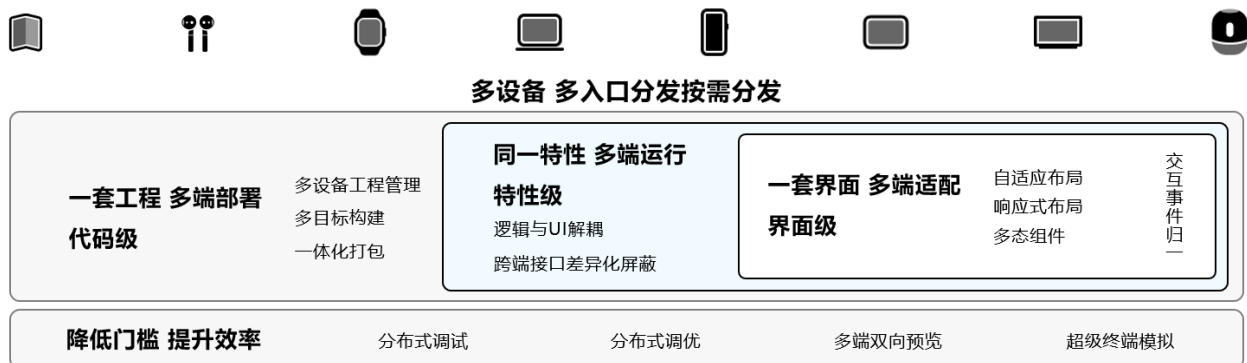 多设备 多入口分发按需分发
一套工程 多端部署
代码级
多设备工程管理
多目标构建
一体化打包
同一特性 多端运行
特性级
逻辑与UI解耦
跨端接口差异化屏蔽
一套界面 多端适配
界面级
自适应布局
响应式布局
多态组件
交互事件归一
降低门槛 提升效率
分布式调试
分布式调优
多端双向预览
超级终端模拟